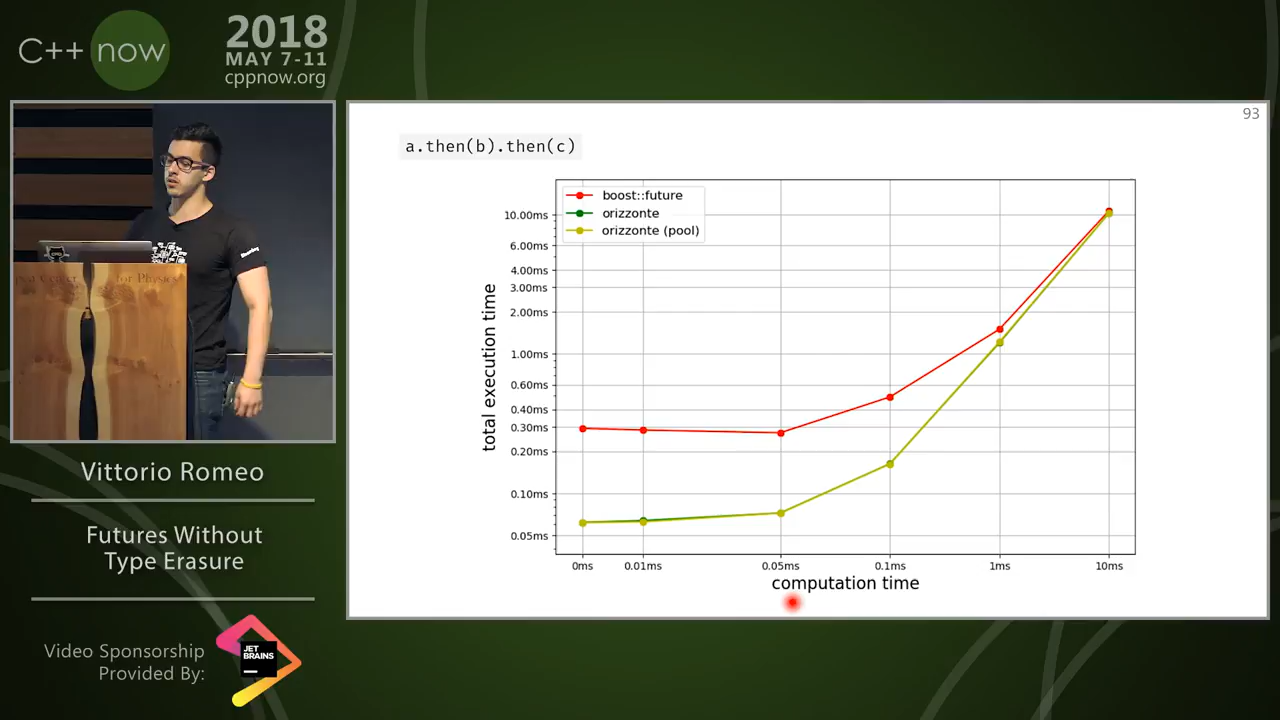 C++ now
2018
MAY 7-11
cppnow.org
93
a.then(b).then(c)
boost::future
orizzonte
orizzonte (pool)
10.00ms
6.00ms
4.00ms
3.00ms
2.00ms
1.00ms
0.60ms
0.40ms
0.30ms
0.20ms
0.10ms
0.05ms
total execution time
0ms 0.01ms 0.05ms 0.1ms 1ms 10ms
computation time
for Physics
Vittorio Romeo
Futures Without
Type Erasure
Video Sponsorship
Provided By:
JET
BRAINS